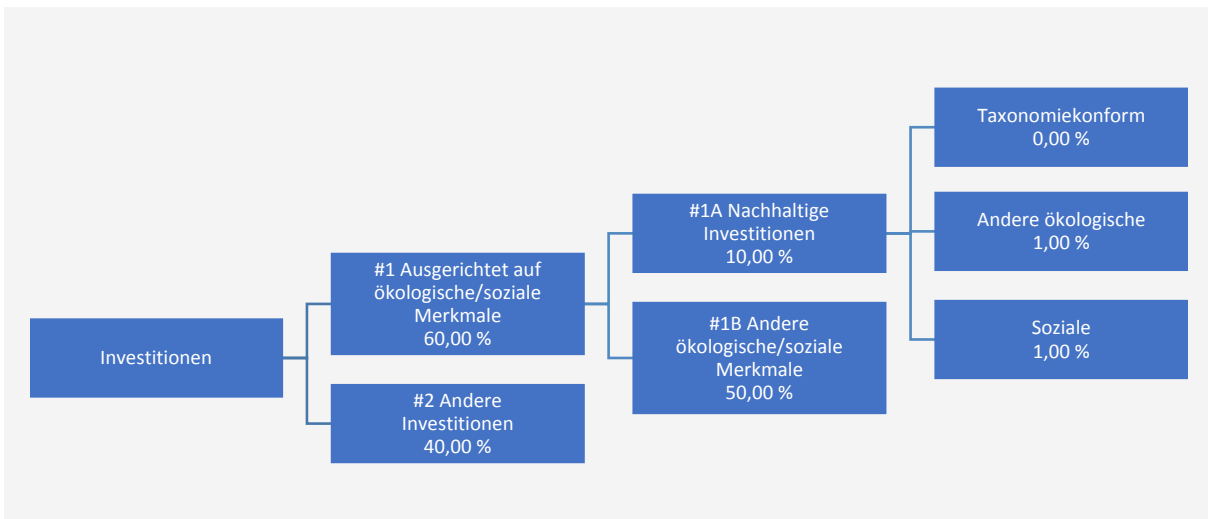 Investitionen
#1 Ausgerichtet auf
ökologische/soziale
Merkmale
60,00 %
#2 Andere
Investitionen
40,00 %
#1A Nachhaltige
Investitionen
10,00 %
#1B Andere
ökologische/soziale
Merkmale
50,00 %
Taxonomiekonform
0,00 %
Andere ökologische
1,00 %
Soziale
1,00 %